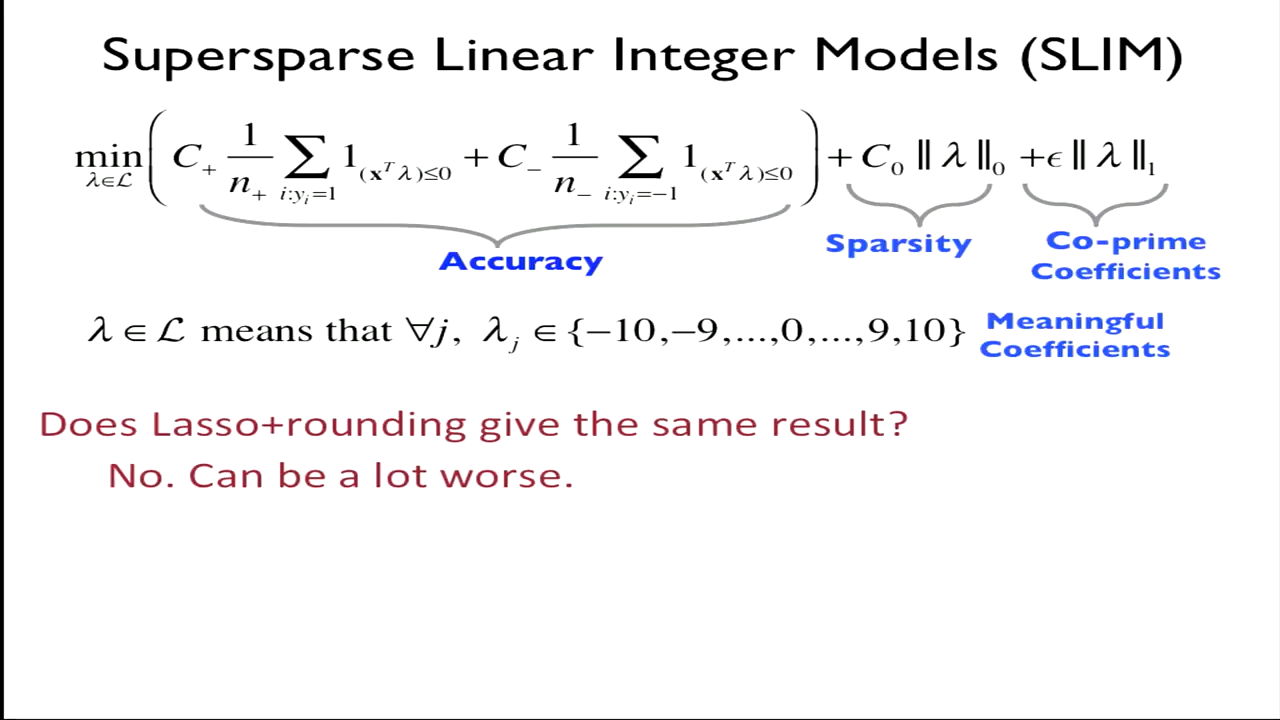 Supersparse Linear Integer Models (SLIM)
min_{λ∈ℒ} ( C₊ 1/n₊ ∑_{i:yᵢ=1} 1_{(𝐱ᵀλ)≤0} + C₋ 1/n₋ ∑_{i:yᵢ=−1} 1_{(𝐱ᵀλ)≤0} ) + C₀ ‖ λ ‖₀ +ϵ ‖ λ ‖₁
Accuracy
Sparsity
Co-prime
Coefficients
λ ∈ ℒ means that ∀j, λⱼ ∈ {−10,−9,...,0,...,9,10}
Meaningful
Coefficients
Does Lasso+rounding give the same result?
No. Can be a lot worse.